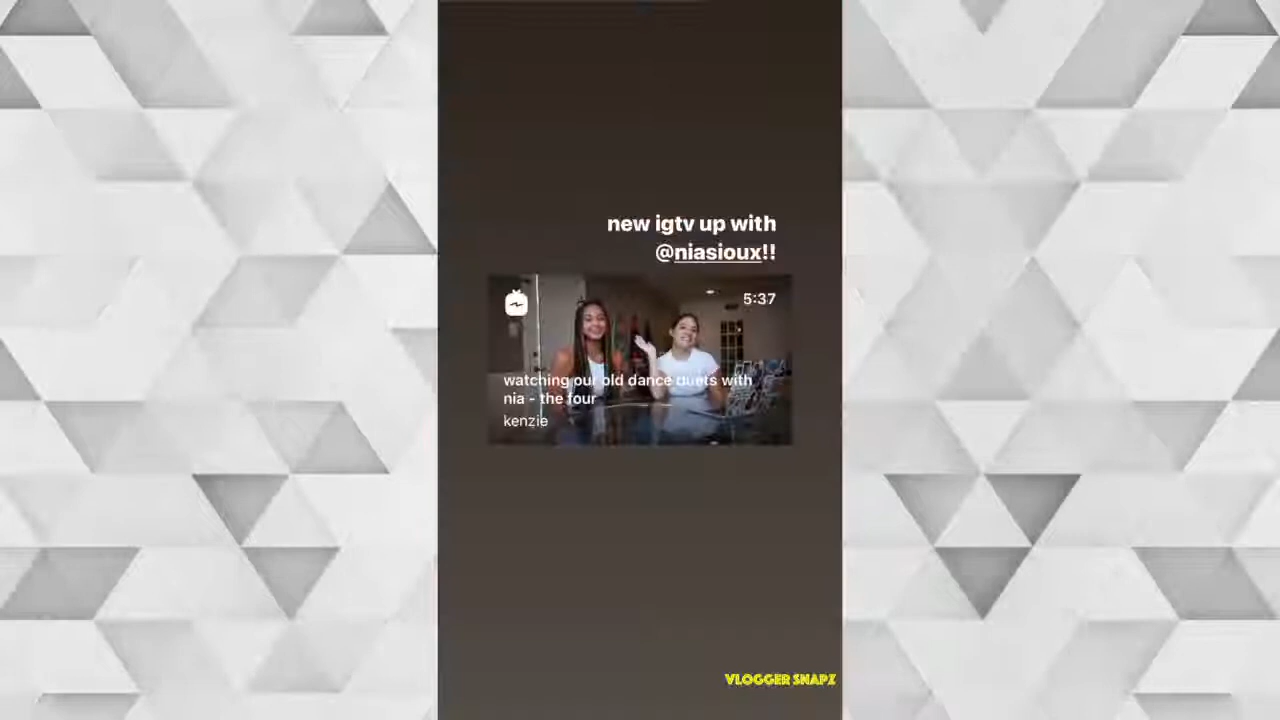 new igtv up with
@niasioux!!
5:37
watching our old dance duets with
nia - the four
kenzie
VLOGGER SNAPZ